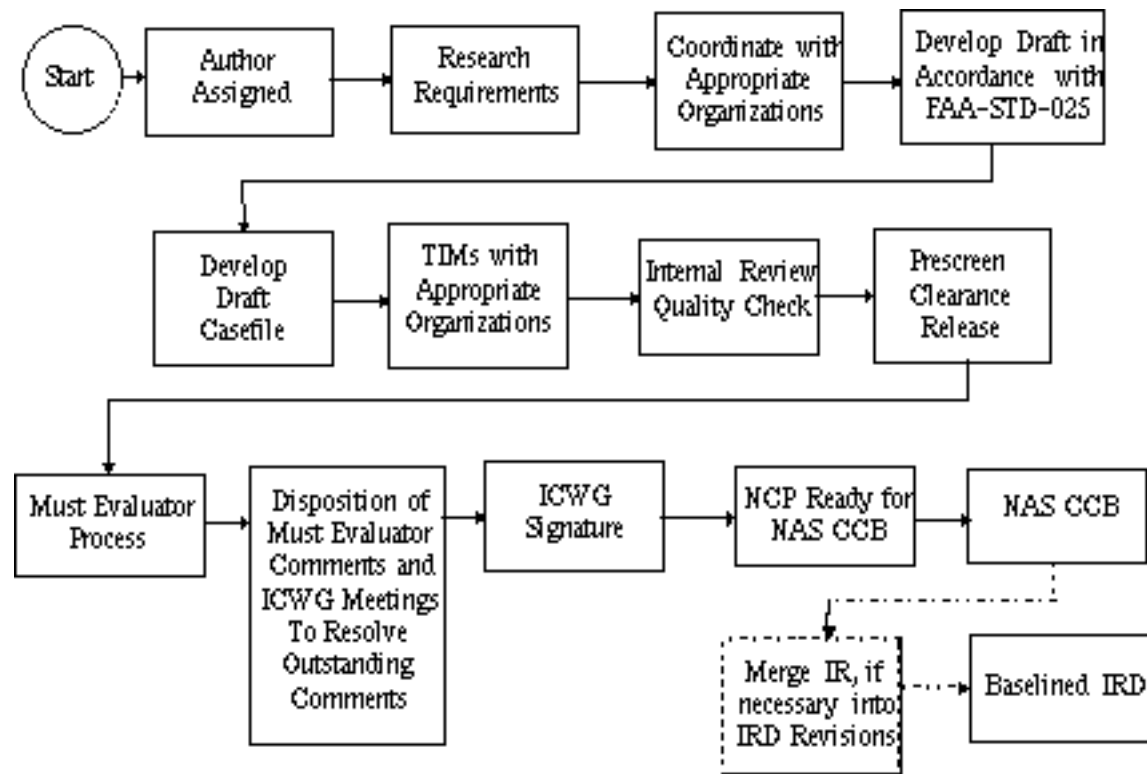 Start
Author
Assigned
Research
Requirements
Coordinate with
Appropriate
Organizations
Develop Draft in
Accordance with
FAA-STD-025
Develop
Draft
Casefile
TIMs with
Appropriate
Organizations
Internal Review
Quality Check
Prescreen
Clearance
Release
Must Evaluator
Process
Disposition of
Must Evaluator
Comments and
ICWG Meetings
To Resolve
Outstanding
Comments
ICWG
Signature
NCP Ready for
NAS CCB
NAS CCB
Merge IR, if
necessary into
IRD Revisions
Baselined IRD